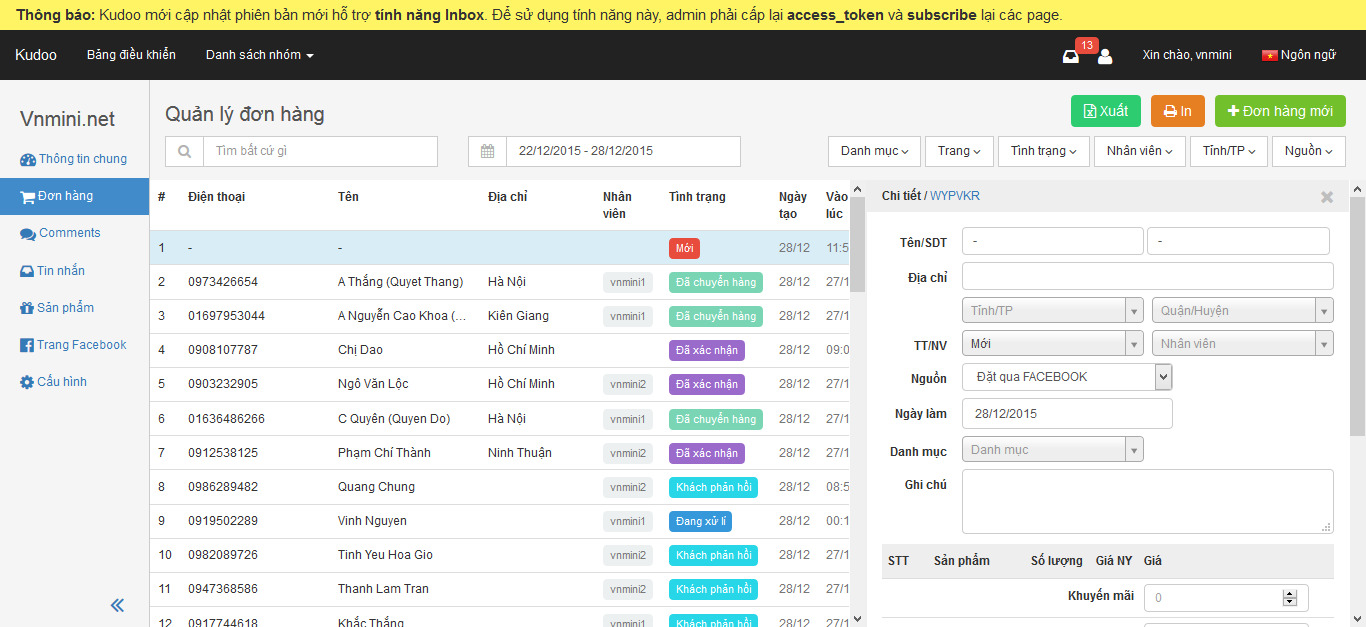 Thông báo: Kudoo mới cập nhật phiên bản mới hỗ trợ tính năng Inbox. Để sử dụng tính năng này, admin phải cấp lại access_token và subscribe lại các page.
Kudoo Bảng điều khiển Danh sách nhóm 13 Xin chào, vnmini Ngôn ngữ
Vnmini.net
Thông tin chung
Đơn hàng
Comments
Tin nhắn
Sản phẩm
Trang Facebook
Cấu hình
Quản lý đơn hàng Xuất In Đơn hàng mới
Tìm bất cứ gì 22/12/2015 - 28/12/2015 Danh mục Trang Tình trạng Nhân viên Tỉnh/TP Nguồn
# Điện thoại Tên Địa chỉ Nhân viên Tình trạng Ngày tạo Vào lúc
1 - - Mới 28/12 11:5
2 0973426654 A Thắng (Quyet Thang) Hà Nội vnmini1 Đã chuyển hàng 28/12 27/1
3 01697953044 A Nguyễn Cao Khoa (... Kiên Giang vnmini1 Đã chuyển hàng 28/12 27/1
4 0908107787 Chị Dao Hồ Chí Minh Đã xác nhận 28/12 09:0
5 0903232905 Ngô Văn Lộc Hồ Chí Minh vnmini2 Đã xác nhận 28/12 27/1
6 01636486266 C Quyên (Quyen Do) Hà Nội vnmini1 Đã chuyển hàng 28/12 27/1
7 0912538125 Phạm Chí Thành Ninh Thuận vnmini2 Đã xác nhận 28/12 27/1
8 0986289482 Quang Chung vnmini2 Khách phản hồi 28/12 08:5
9 0919502289 Vinh Nguyen vnmini1 Đang xử lí 28/12 00:1
10 0982089726 Tinh Yeu Hoa Gio vnmini2 Khách phản hồi 28/12 27/1
11 0947368586 Thanh Lam Tran vnmini2 Khách phản hồi 28/12 27/1
12 0917744618 Khắc Thắng vnmini1 Khách phản hồi 28/12 27/1
Chi tiết / WYPVKR
Tên/SDT - -
Địa chỉ
Tỉnh/TP Quận/Huyện
TT/NV Mới Nhân viên
Nguồn Đặt qua FACEBOOK
Ngày làm 28/12/2015
Danh mục Danh mục
Ghi chú
STT Sản phẩm Số lượng Giá NY Giá
Khuyến mãi 0